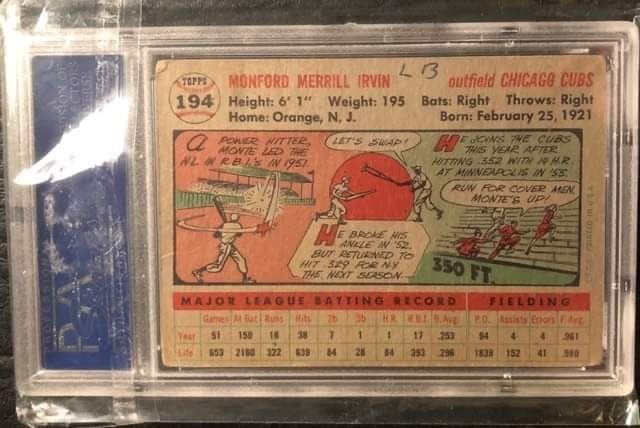 TOPPS
194
MONFORD MERRILL IRVIN
L B
outfield CHICAGO CUBS
Height: 6' 1" Weight: 195 Bats: Right Throws: Right
Home: Orange, N. J. Born: February 25, 1921
A POWER HITTER,
MONTE LED THE
N.L. IN R.B.I.'S IN 1951.
LET'S SWAP!
HE BROKE HIS
ANKLE IN '52,
BUT RETURNED TO
HIT .329 FOR N.Y.
THE NEXT SEASON.
HE JOINS THE CUBS
THIS YEAR AFTER
HITTING .352 WITH 14 H.R.
AT MINNEAPOLIS IN '55.
RUN FOR COVER MEN,
MONTE'S UP!
350 FT.
PRINTED IN U.S.A.
MAJOR LEAGUE BATTING RECORD FIELDING
Games At Bat Runs Hits 2b 3b H.R. R.B.I. B.Avg. P.O. Assists Errors F.Avg.
Year 51 150 16 38 7 1 1 17 .253 94 4 4 .961
Life 653 2160 322 639 84 28 84 393 .296 1838 152 41 .980